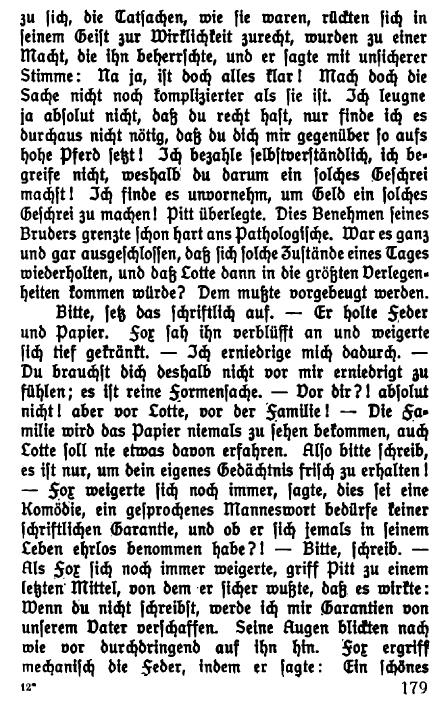 zu sich, die Tatsachen, wie sie waren, rückten sich in
seinem Geist zur Wirklichkeit zurecht, wurden zu einer
Macht, die ihn beherrschte, und er sagte mit unsicherer
Stimme: Na ja, ist doch alles klar! Mach doch die
Sache nicht noch komplizierter als sie ist. Ich leugne
ja absolut nicht, daß du recht hast, nur finde ich es
durchaus nicht nötig, daß du dich mir gegenüber so aufs
hohe Pferd setzt! Ich bezahle selbstverständlich, ich be-
greife nicht, weshalb du darum ein solches Geschrei
machst! Ich finde es unvornehm, um Geld ein solches
Geschrei zu machen! Pitt überlegte. Dies Benehmen seines
Bruders grenzte schon hart ans Pathologische. War es ganz
und gar ausgeschlossen, daß sich solche Zustände eines Tages
wiederholten, und daß Lotte dann in die größten Verlegen-
heiten kommen würde? Dem mußte vorgebeugt werden.
Bitte, setz das schriftlich auf. — Er holte Feder
und Papier. Fox sah ihn verblüfft an und weigerte
sich tief gekränkt. — Ich erniedrige mich dadurch. —
Du brauchst dich deshalb nicht vor mir erniedrigt zu
fühlen; es ist reine Formensache. — Vor dir?! absolut
nicht! aber vor Lotte, vor der Familie! — Die Fa-
milie wird das Papier niemals zu sehen bekommen, auch
Lotte soll nie etwas davon erfahren. Also bitte schreib,
es ist nur, um dein eigenes Gedächtnis frisch zu erhalten!
— Fox weigerte sich noch immer, sagte, dies sei eine
Komödie, ein gesprochenes Manneswort bedürfe keiner
schriftlichen Garantie, und ob er sich jemals in seinem
Leben ehrlos benommen habe?! — Bitte, schreib. —
Als Fox sich noch immer weigerte, griff Pitt zu einem
letzten Mittel, von dem er sicher wußte, daß es wirkte:
Wenn du nicht schreibst, werde ich mir Garantien von
unserem Vater verschaffen. Seine Augen blickten nach
wie vor durchdringend auf ihn hin. Fox ergriff
mechanisch die Feder, indem er sagte: Ein schönes
12* 179